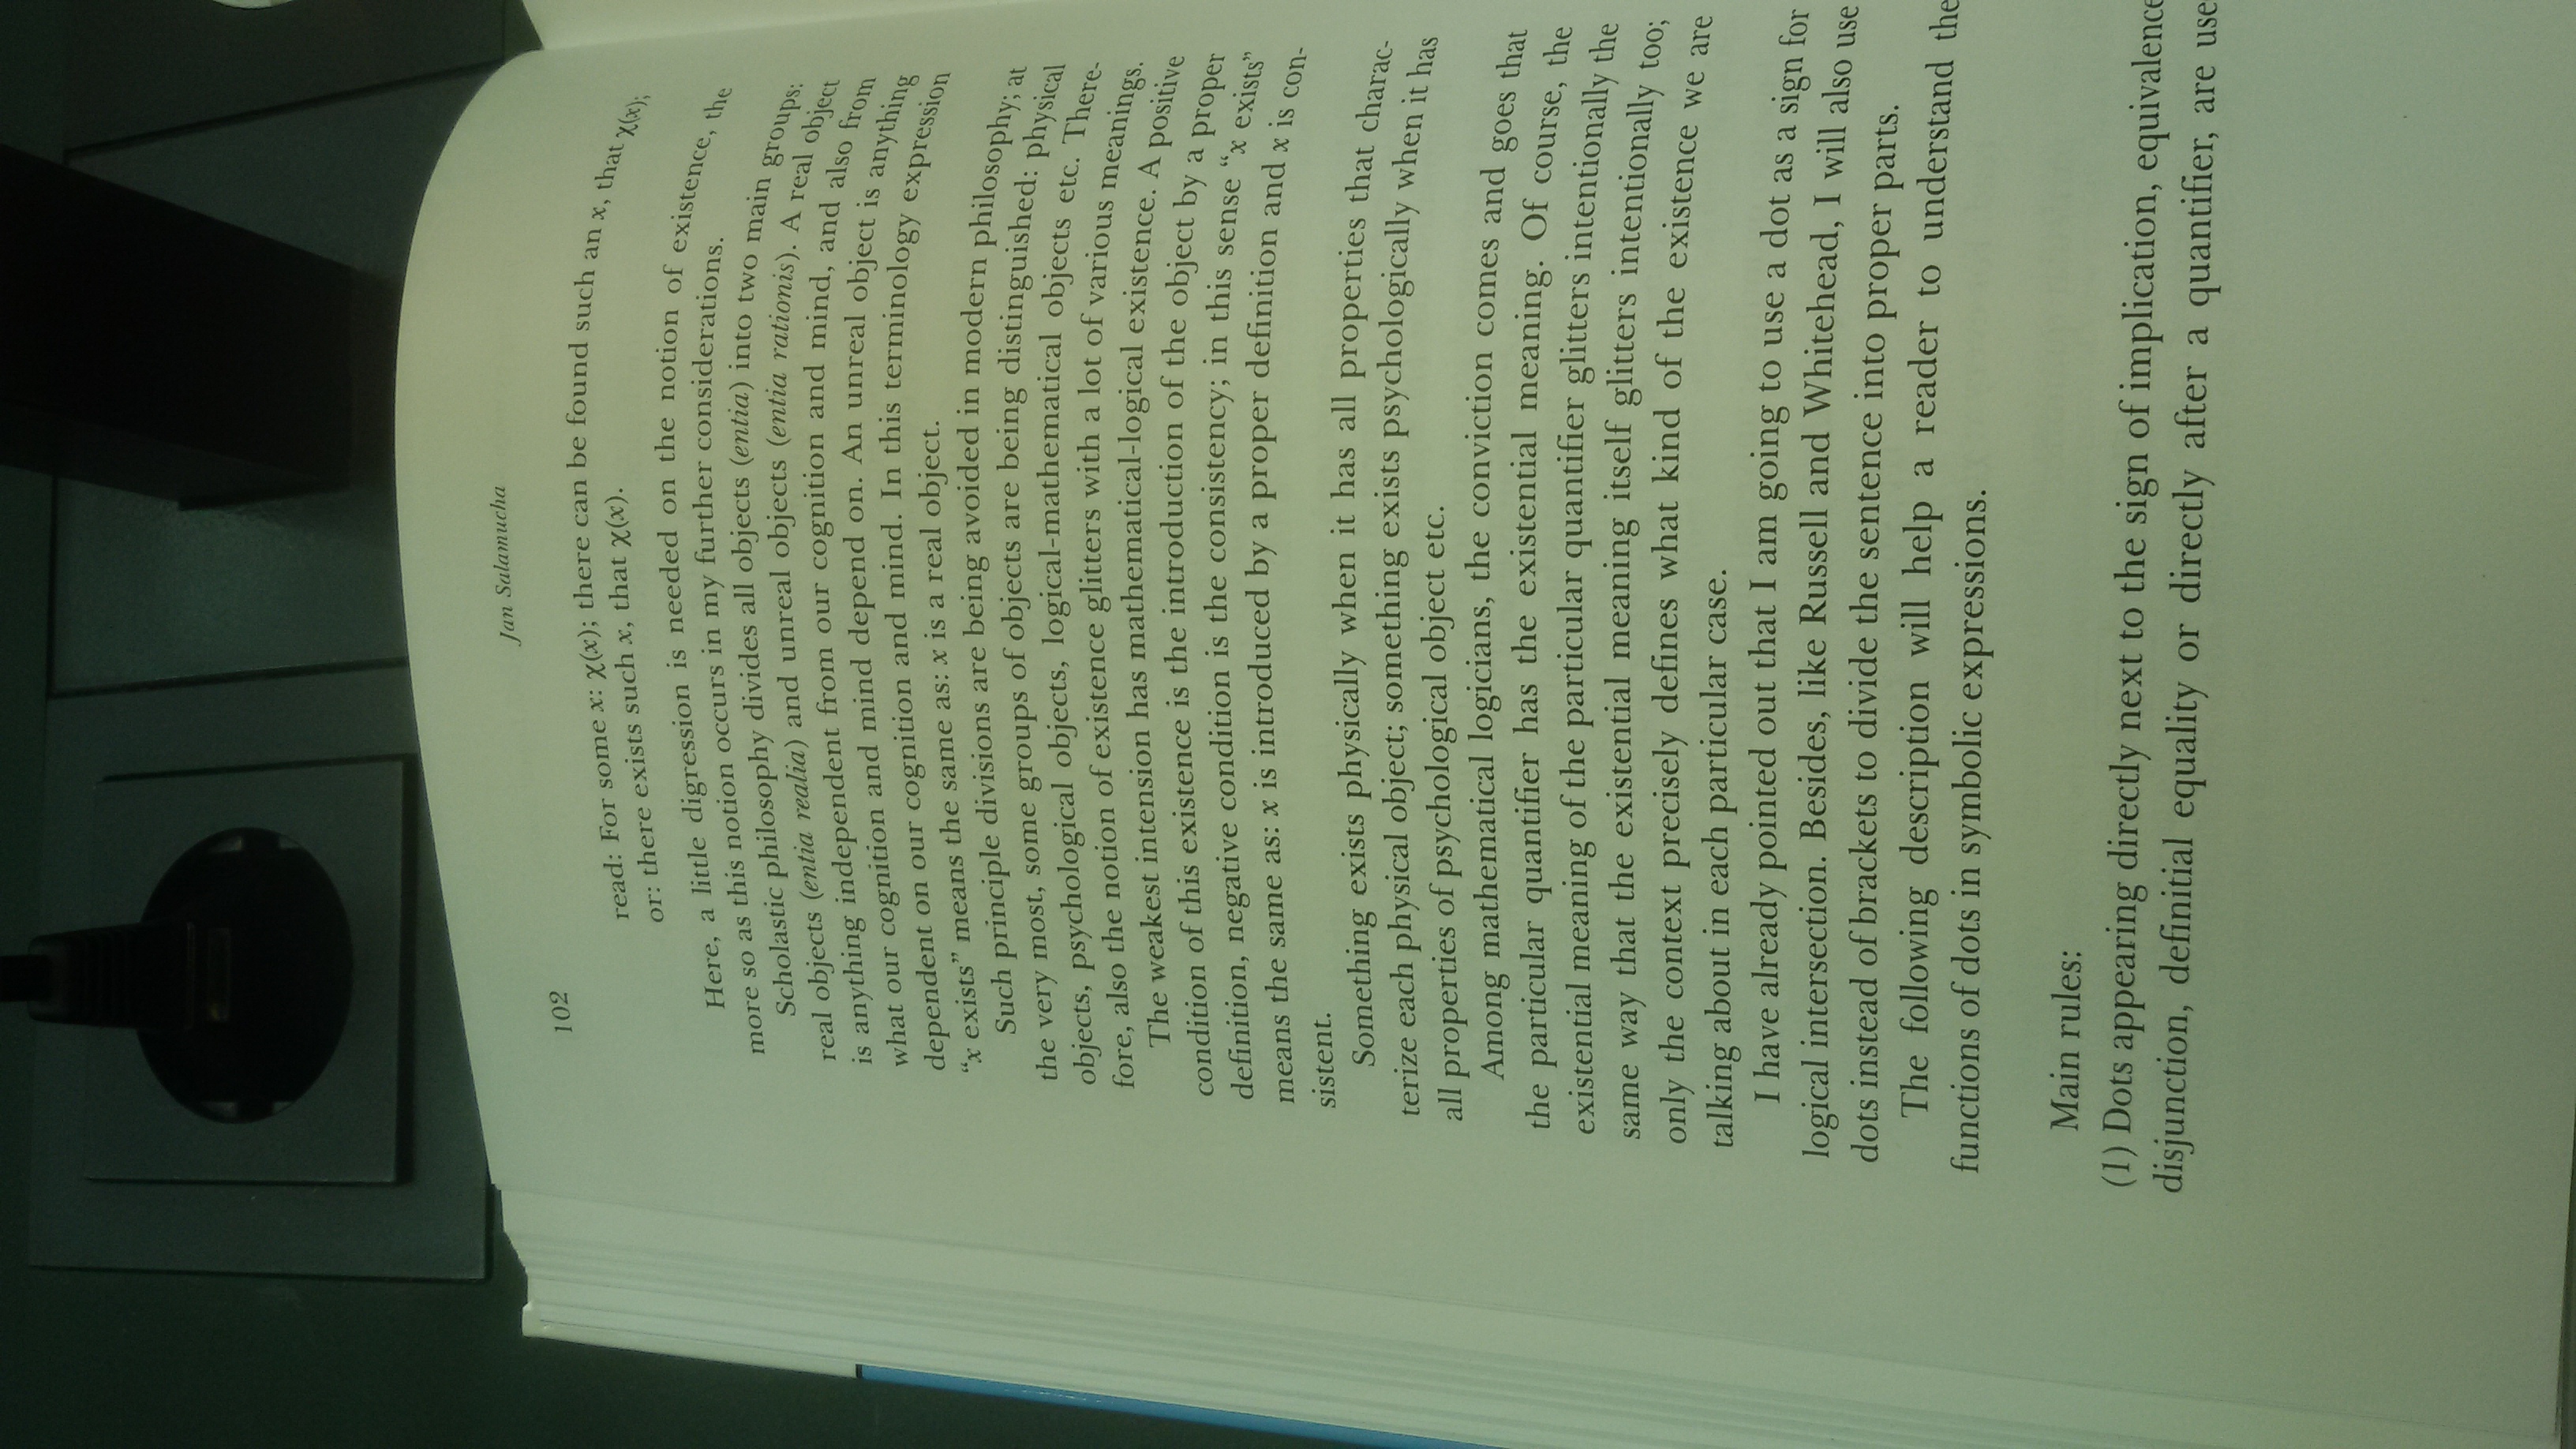 102
Jan Salamucha
read: For some x: χ(x); there can be found such an x, that χ(x);
or: there exists such x, that χ(x).
Here, a little digression is needed on the notion of existence, the
more so as this notion occurs in my further considerations.
Scholastic philosophy divides all objects (entia) into two main groups:
real objects (entia realia) and unreal objects (entia rationis). A real object
is anything independent from our cognition and mind, and also from
what our cognition and mind depend on. An unreal object is anything
dependent on our cognition and mind. In this terminology expression
“x exists” means the same as: x is a real object.
Such principle divisions are being avoided in modern philosophy; at
the very most, some groups of objects are being distinguished: physical
objects, psychological objects, logical-mathematical objects etc. There-
fore, also the notion of existence glitters with a lot of various meanings.
The weakest intension has mathematical-logical existence. A positive
condition of this existence is the introduction of the object by a proper
definition, negative condition is the consistency; in this sense “x exists”
means the same as: x is introduced by a proper definition and x is con-
sistent.
Something exists physically when it has all properties that charac-
terize each physical object; something exists psychologically when it has
all properties of psychological object etc.
Among mathematical logicians, the conviction comes and goes that
the particular quantifier has the existential meaning. Of course, the
existential meaning of the particular quantifier glitters intentionally the
same way that the existential meaning itself glitters intentionally too;
only the context precisely defines what kind of the existence we are
talking about in each particular case.
I have already pointed out that I am going to use a dot as a sign for
logical intersection. Besides, like Russell and Whitehead, I will also use
dots instead of brackets to divide the sentence into proper parts.
The following description will help a reader to understand the
functions of dots in symbolic expressions.
Main rules:
(1) Dots appearing directly next to the sign of implication, equivalence
disjunction, definitial equality or directly after a quantifier, are use